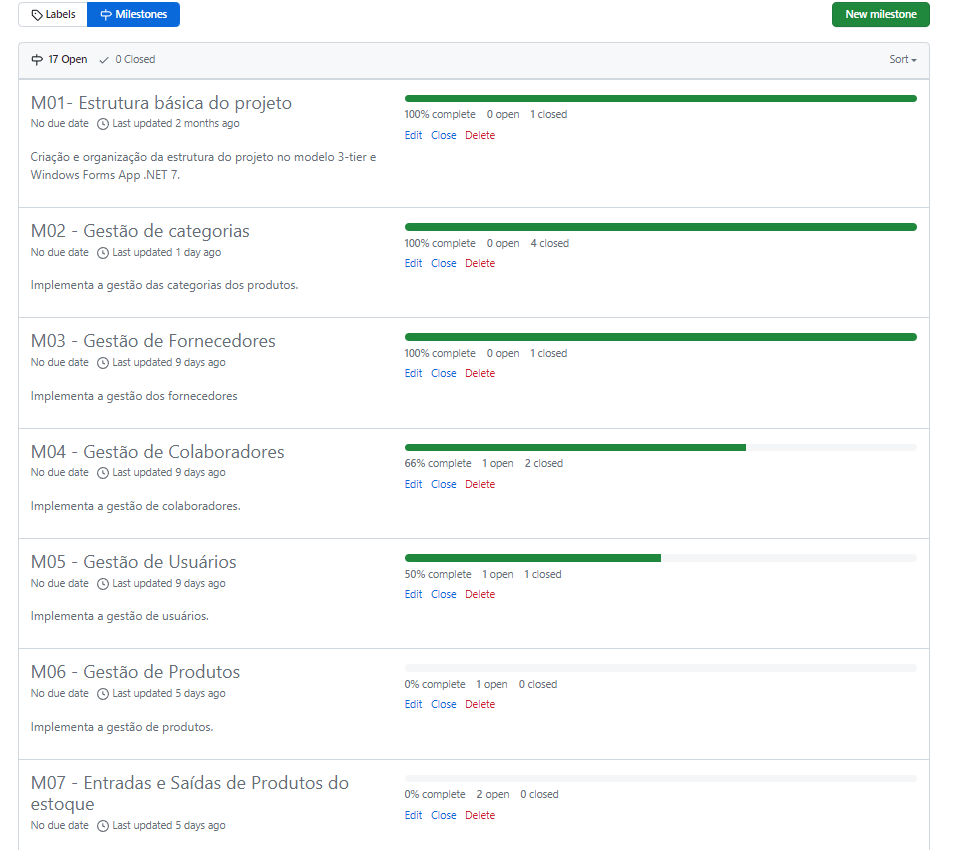 Labels Milestones New milestone
17 Open 0 Closed Sort
M01- Estrutura básica do projeto
No due date Last updated 2 months ago
100% complete 0 open 1 closed
Edit Close Delete
Criação e organização da estrutura do projeto no modelo 3-tier e
Windows Forms App .NET 7.
M02 - Gestão de categorias
No due date Last updated 1 day ago
100% complete 0 open 4 closed
Edit Close Delete
Implementa a gestão das categorias dos produtos.
M03 - Gestão de Fornecedores
No due date Last updated 9 days ago
100% complete 0 open 1 closed
Edit Close Delete
Implementa a gestão dos fornecedores
M04 - Gestão de Colaboradores
No due date Last updated 9 days ago
66% complete 1 open 2 closed
Edit Close Delete
Implementa a gestão de colaboradores.
M05 - Gestão de Usuários
No due date Last updated 9 days ago
50% complete 1 open 1 closed
Edit Close Delete
Implementa a gestão de usuários.
M06 - Gestão de Produtos
No due date Last updated 5 days ago
0% complete 1 open 0 closed
Edit Close Delete
Implementa a gestão de produtos.
M07 - Entradas e Saídas de Produtos do
estoque
No due date Last updated 5 days ago
0% complete 2 open 0 closed
Edit Close Delete